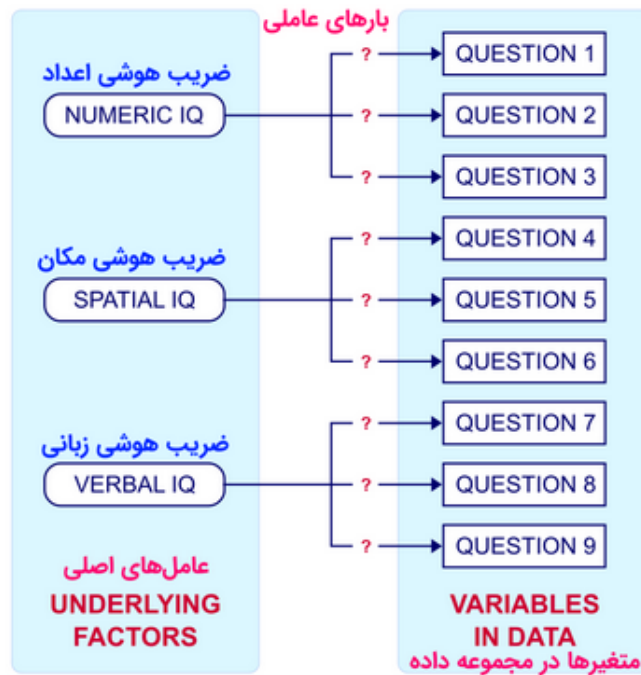 بارهای عاملی
ضریب هوشی اعداد
NUMERIC IQ
? QUESTION 1
? QUESTION 2
? QUESTION 3
ضریب هوشی مکان
SPATIAL IQ
? QUESTION 4
? QUESTION 5
? QUESTION 6
ضریب هوشی زبانی
VERBAL IQ
? QUESTION 7
? QUESTION 8
? QUESTION 9
عامل‌های اصلی
UNDERLYING
FACTORS
VARIABLES
IN DATA
متغیرها در مجموعه داده